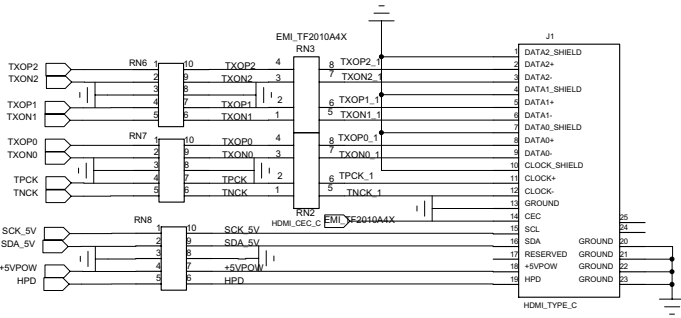 EMI_TF2010A4X
RN3
J1
TXOP2 1 RN6 10 TXOP2 4 8 TXOP2_1 1 DATA2_SHIELD
TXON2 2 9 TXON2 3 7 TXON2_1 2 DATA2+
3 8 3 DATA2-
TXOP1 4 7 TXOP1 2 6 TXOP1_1 4 DATA1_SHIELD
TXON1 5 6 TXON1 1 5 TXON1_1 5 DATA1+
6 DATA1-
7 DATA0_SHIELD
TXOP0 RN7 1 10 TXOP0 4 8 TXOP0_1 8 DATA0+
TXON0 2 9 TXON0 3 7 TXON0_1 9 DATA0-
3 8 10 CLOCK_SHIELD
TPCK 4 7 TPCK 2 6 TPCK_1 11 CLOCK+
TNCK 5 6 TNCK 1 5 TNCK_1 12 CLOCK-
13 GROUND
RN2
HDMI_CEC_C EMI_TF2010A4X 14 CEC 25
SCK_5V RN8 1 10 SCK_5V 15 SCL 24
SDA_5V 2 9 SDA_5V 16 SDA GROUND 20
3 8 17 RESERVED GROUND 21
+5VPOW 4 7 +5VPOW 18 +5VPOW GROUND 22
HPD 5 6 HPD 19 HPD GROUND 23
HDMI_TYPE_C